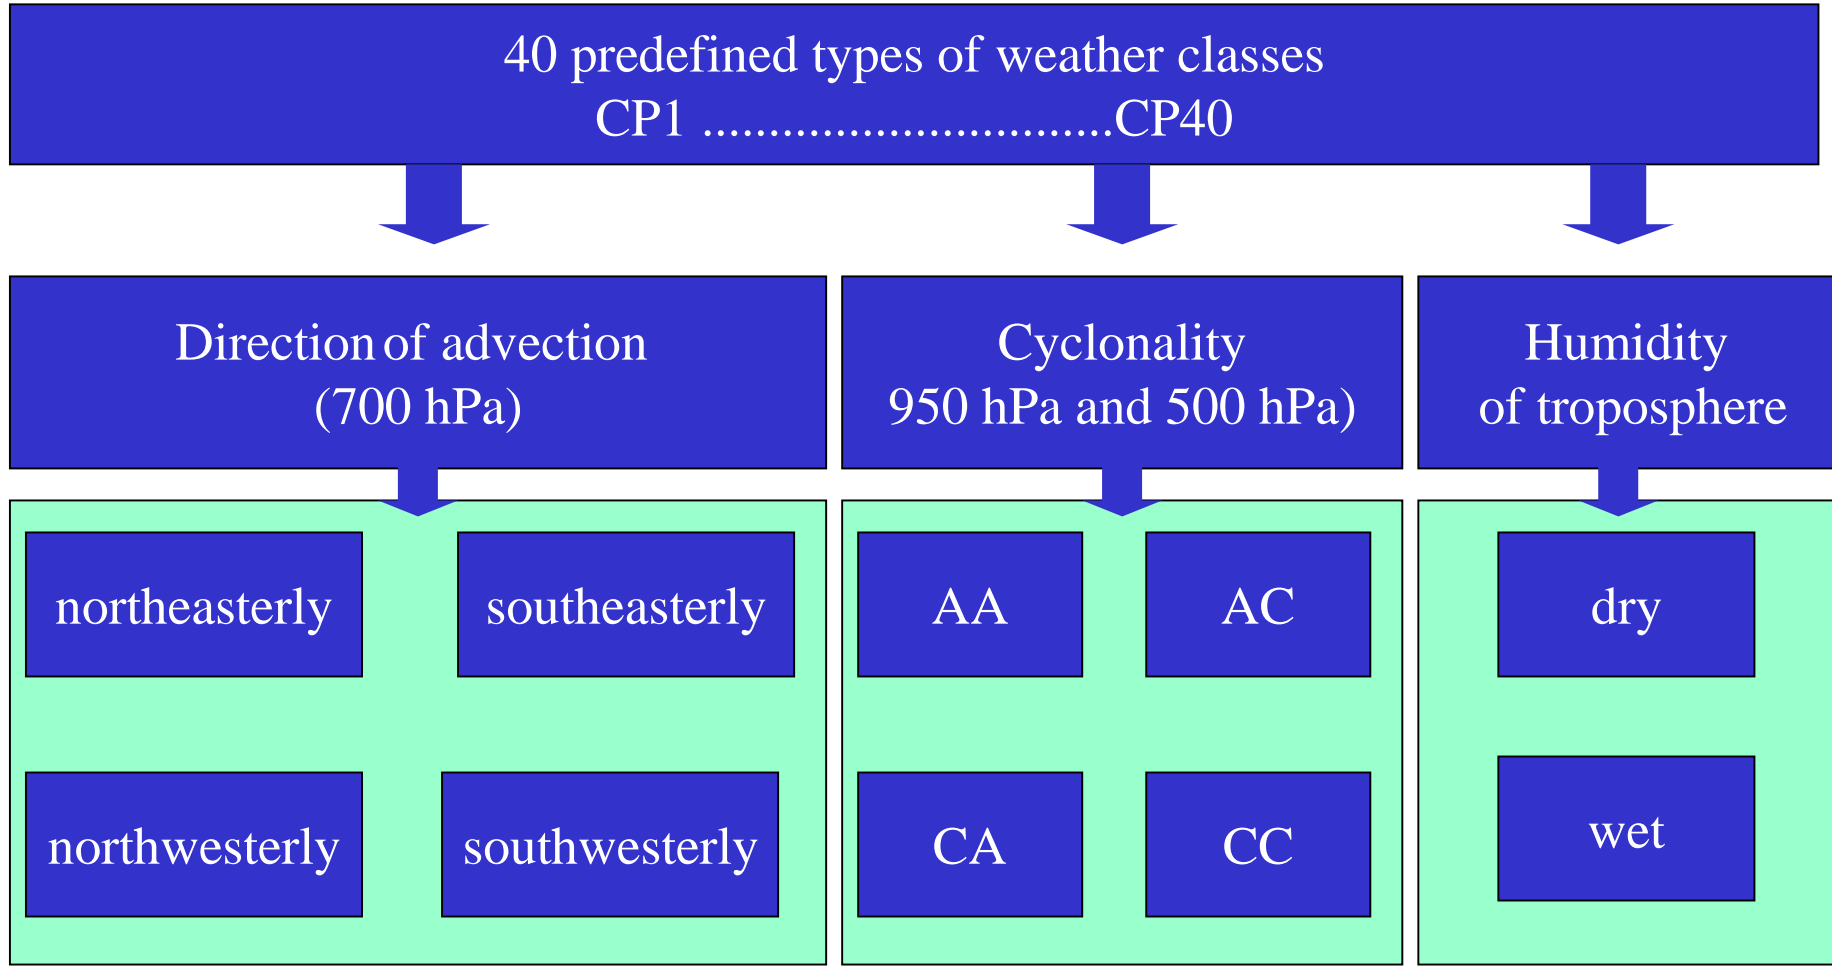 40 predefined types of weather classes
CP1 ...............................CP40
Direction of advection
(700 hPa)
Cyclonality
950 hPa and 500 hPa)
Humidity
of troposphere
northeasterly
southeasterly
northwesterly
southwesterly
AA
AC
CA
CC
dry
wet